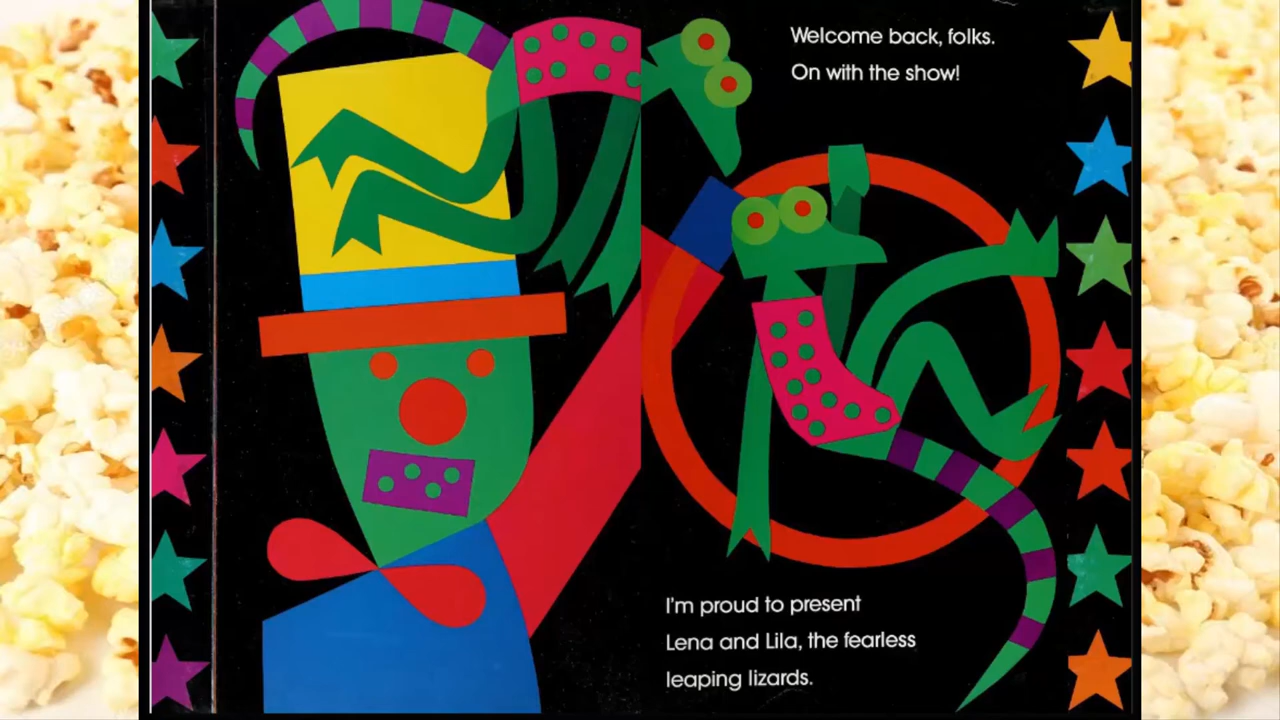 Welcome back, folks.
On with the show!
I'm proud to present
Lena and Lila, the fearless
leaping lizards.